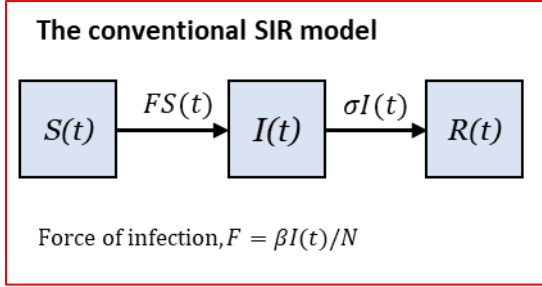 The conventional SIR model
FS(t) σI(t)
S(t) I(t) R(t)
Force of infection, F = βI(t)/N